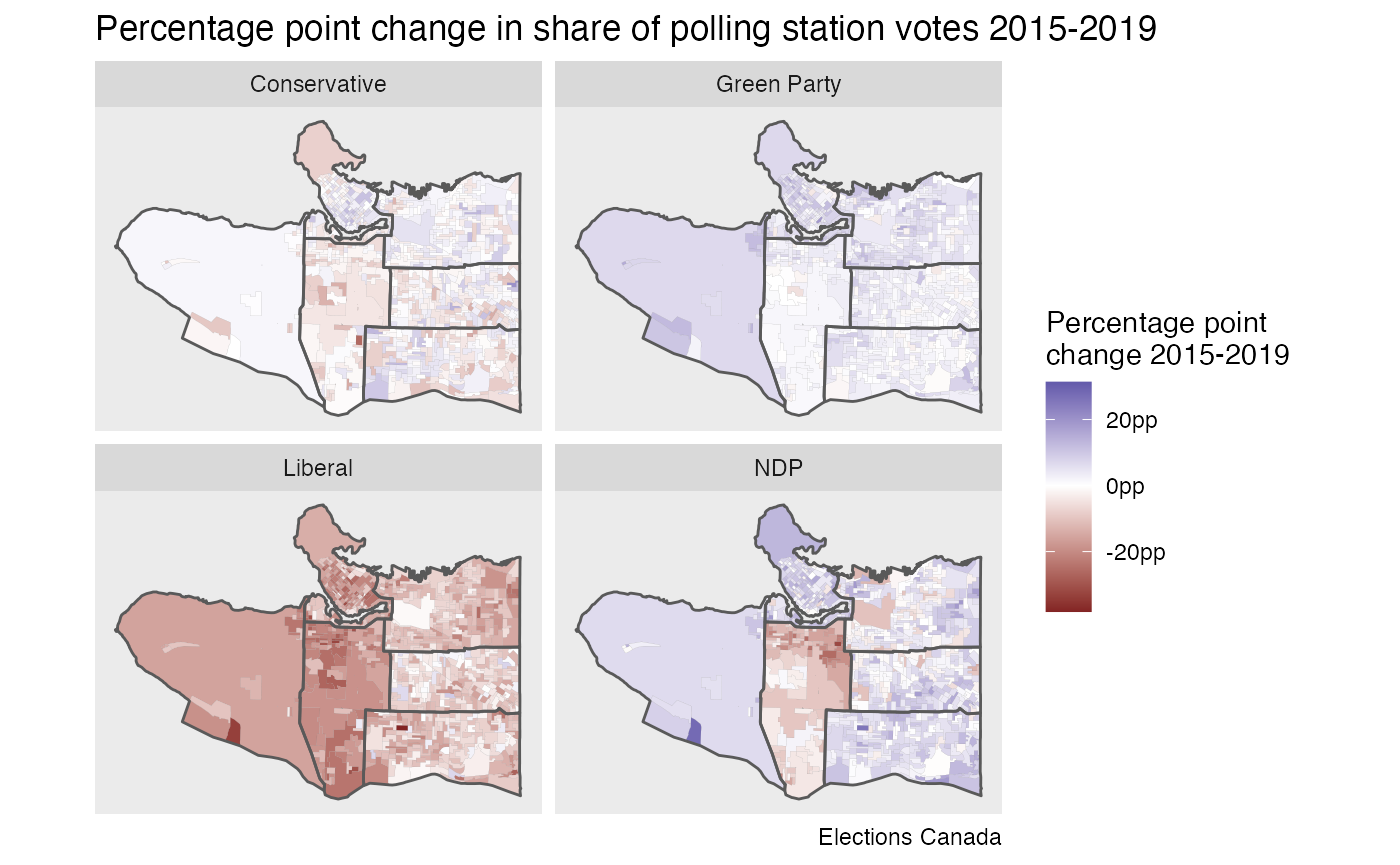 Percentage point change in share of polling station votes 2015-2019
Conservative
Green Party
Liberal
NDP
Percentage point
change 2015-2019
20pp
0pp
-20pp
Elections Canada